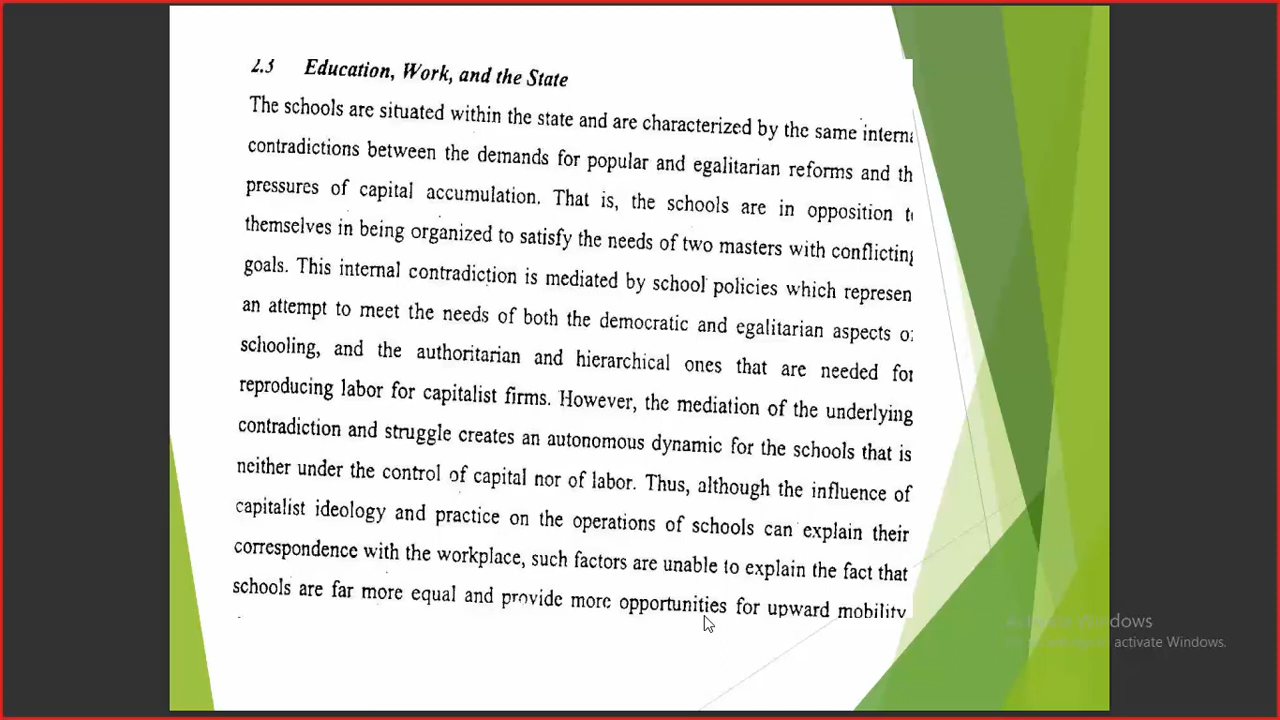 2.3 Education, Work, and the State
The schools are situated within the state and are characterized by the same interna
contradictions between the demands for popular and egalitarian reforms and th
pressures of capital accumulation. That is, the schools are in opposition t
themselves in being organized to satisfy the needs of two masters with conflicting
goals. This internal contradiction is mediated by school policies which represen
an attempt to meet the needs of both the democratic and egalitarian aspects of
schooling, and the authoritarian and hierarchical ones that are needed for
reproducing labor for capitalist firms. However, the mediation of the underlying
contradiction and struggle creates an autonomous dynamic for the schools that is
neither under the control of capital nor of labor. Thus, although the influence of
capitalist ideology and practice on the operations of schools can explain their
correspondence with the workplace, such factors are unable to explain the fact that
schools are far more equal and provide more opportunities for upward mobility
Activate Windows
activate Windows.